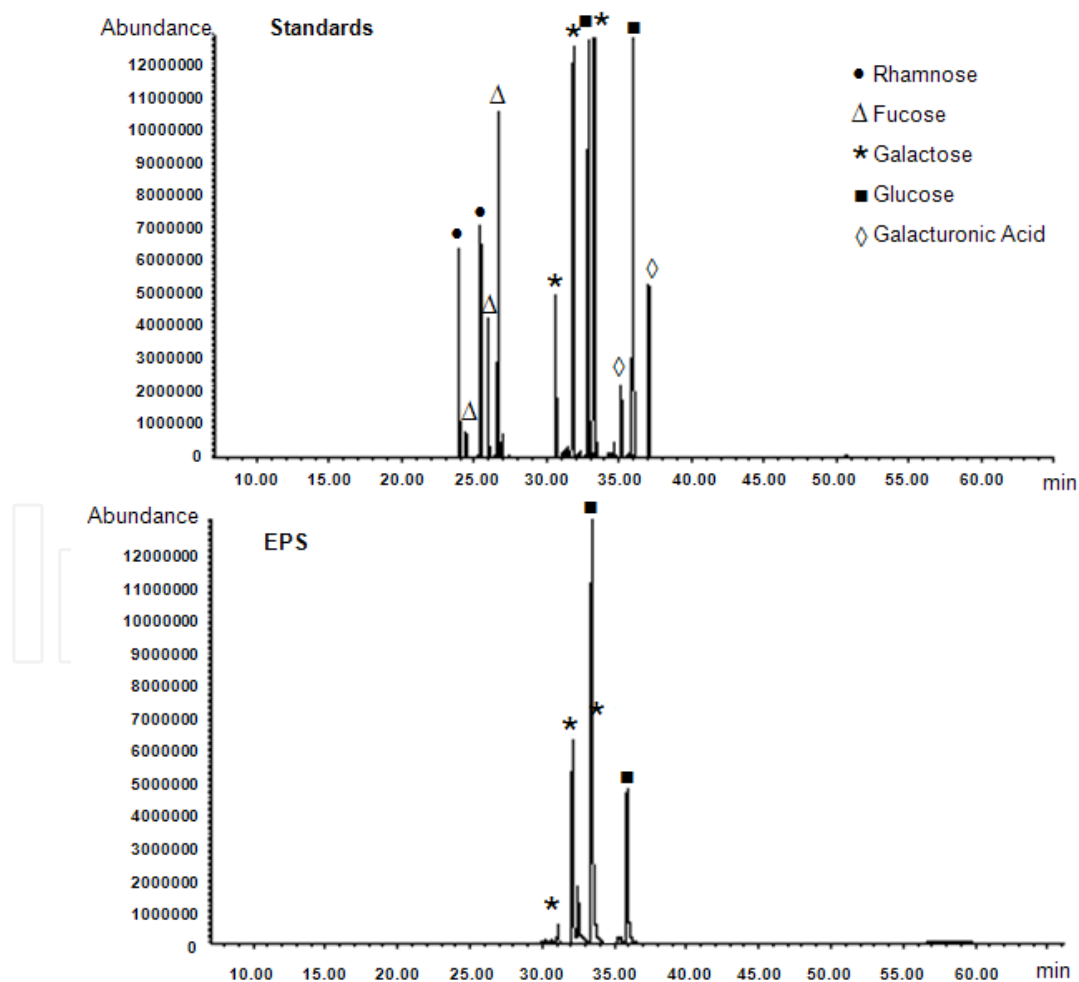 Abundance
Standards
12000000
11000000
10000000
9000000
8000000
7000000
6000000
5000000
4000000
3000000
2000000
1000000
0
10.00 15.00 20.00 25.00 30.00 35.00 40.00 45.00 50.00 55.00 60.00 min
● Rhamnose
Δ Fucose
* Galactose
■ Glucose
◊ Galacturonic Acid
Abundance
EPS
12000000
11000000
10000000
9000000
8000000
7000000
6000000
5000000
4000000
3000000
2000000
1000000
0
10.00 15.00 20.00 25.00 30.00 35.00 40.00 45.00 50.00 55.00 60.00 min